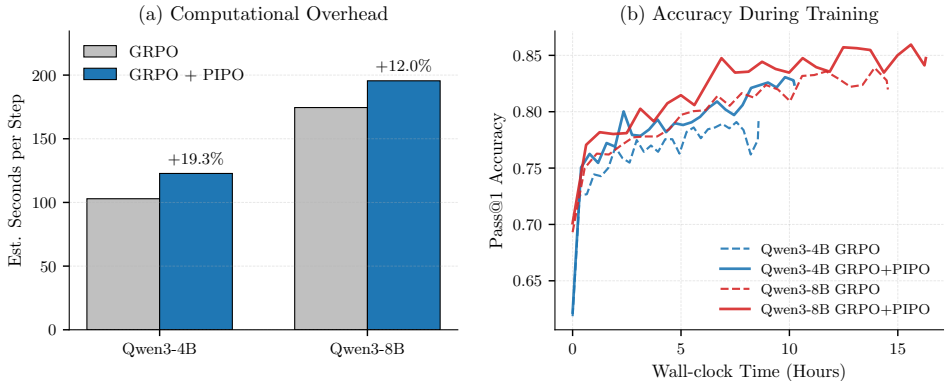 (a) Computational Overhead
Est. Seconds per Step
200
150
100
50
0
GRPO
GRPO + PIPO
+19.3%
+12.0%
Qwen3-4B
Qwen3-8B
(b) Accuracy During Training
Pass@1 Accuracy
0.85
0.80
0.75
0.70
0.65
Qwen3-4B GRPO
Qwen3-4B GRPO+PIPO
Qwen3-8B GRPO
Qwen3-8B GRPO+PIPO
0
5
10
15
Wall-clock Time (Hours)